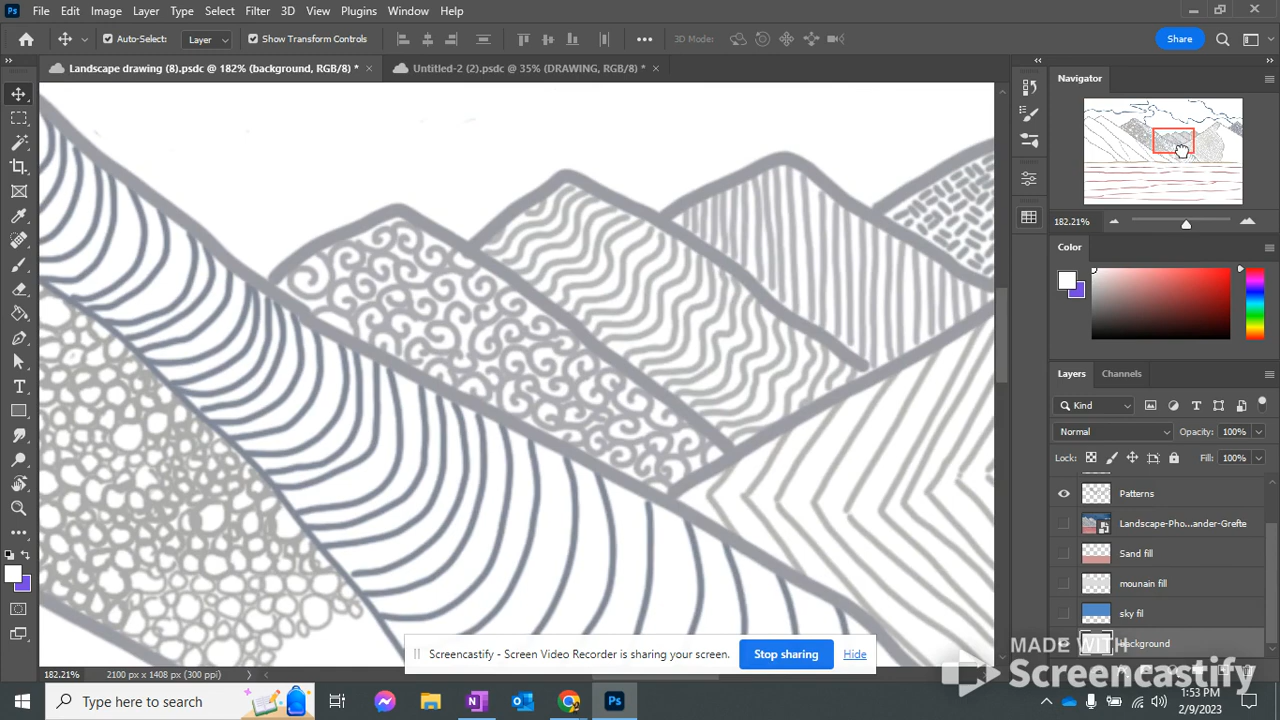 Ps File Edit Image Layer Type Select Filter 3D View Plugins Window Help
Auto-Select: Layer Show Transform Controls 3D Mode: Share
Landscape drawing (8).psdc @ 182% (background, RGB/8) * Untitled-2 (2).psdc @ 35% (DRAWING, RGB/8) *
Navigator
182.21%
Color
Layers Channels
Kind
Normal Opacity: 100%
Lock: Fill: 100%
Patterns
Landscape-Pho...ander-Grefte
Sand fill
mounain fill
sky fil
Background
MADE WITH
Screencastify
Screencastify - Screen Video Recorder is sharing your screen. Stop sharing Hide
182.21% 2100 px x 1408 px (300 ppi)
Type here to search
1:53 PM
2/9/2023